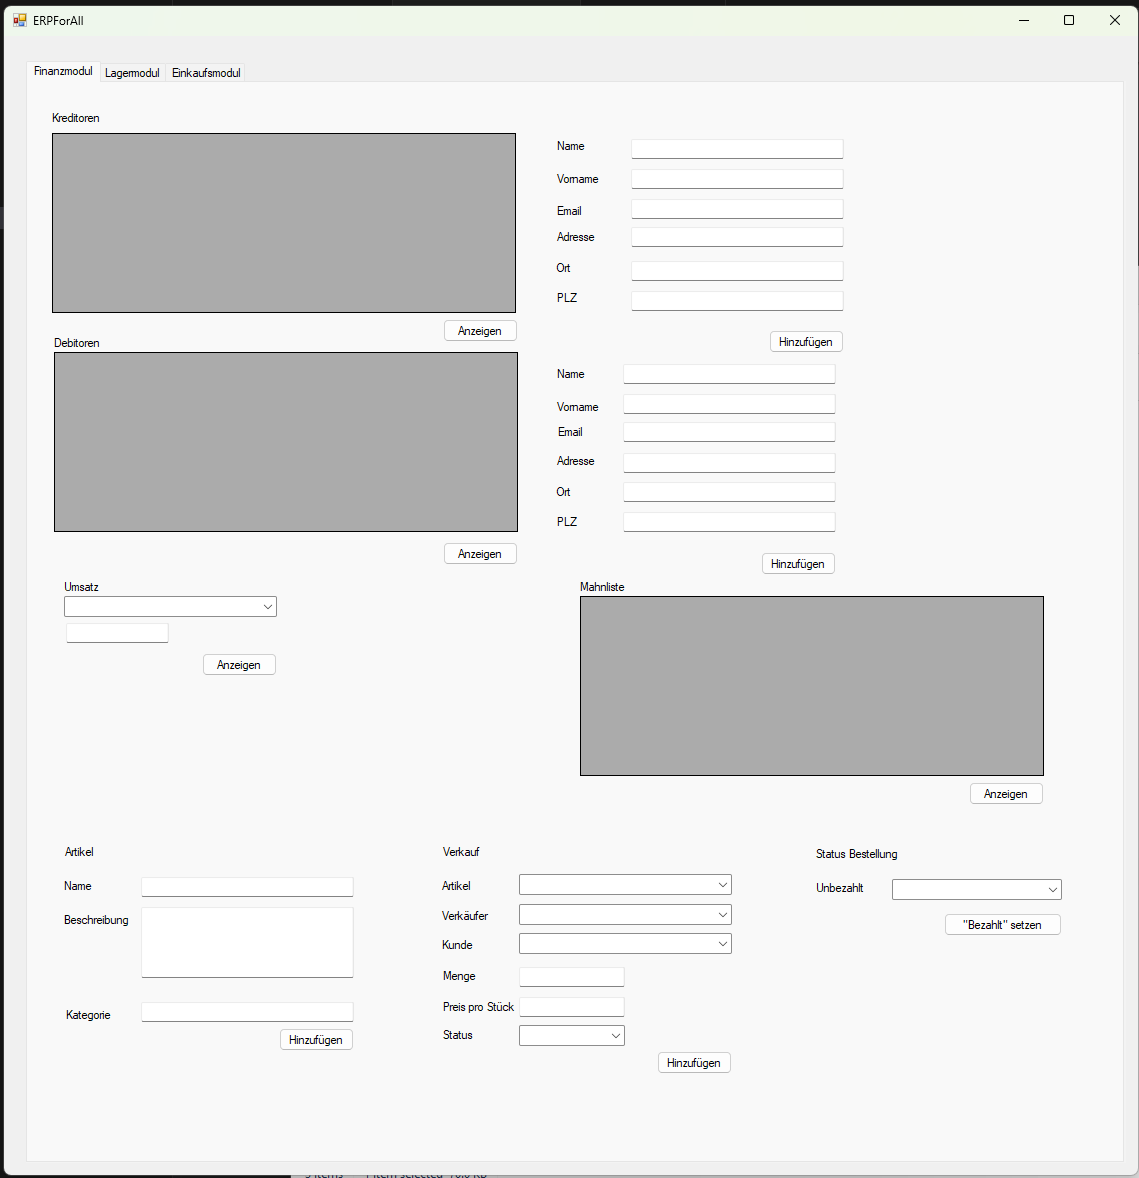 ERPForAll
Finanzmodul Lagermodul Einkaufsmodul
Kreditoren
Name
Vorname
Email
Adresse
Ort
PLZ
Anzeigen
Hinzufügen
Debitoren
Name
Vorname
Email
Adresse
Ort
PLZ
Anzeigen
Hinzufügen
Umsatz
Anzeigen
Mahnliste
Anzeigen
Artikel
Name
Beschreibung
Kategorie
Hinzufügen
Verkauf
Artikel
Verkäufer
Kunde
Menge
Preis pro Stück
Status
Hinzufügen
Status Bestellung
Unbezahlt
"Bezahlt" setzen